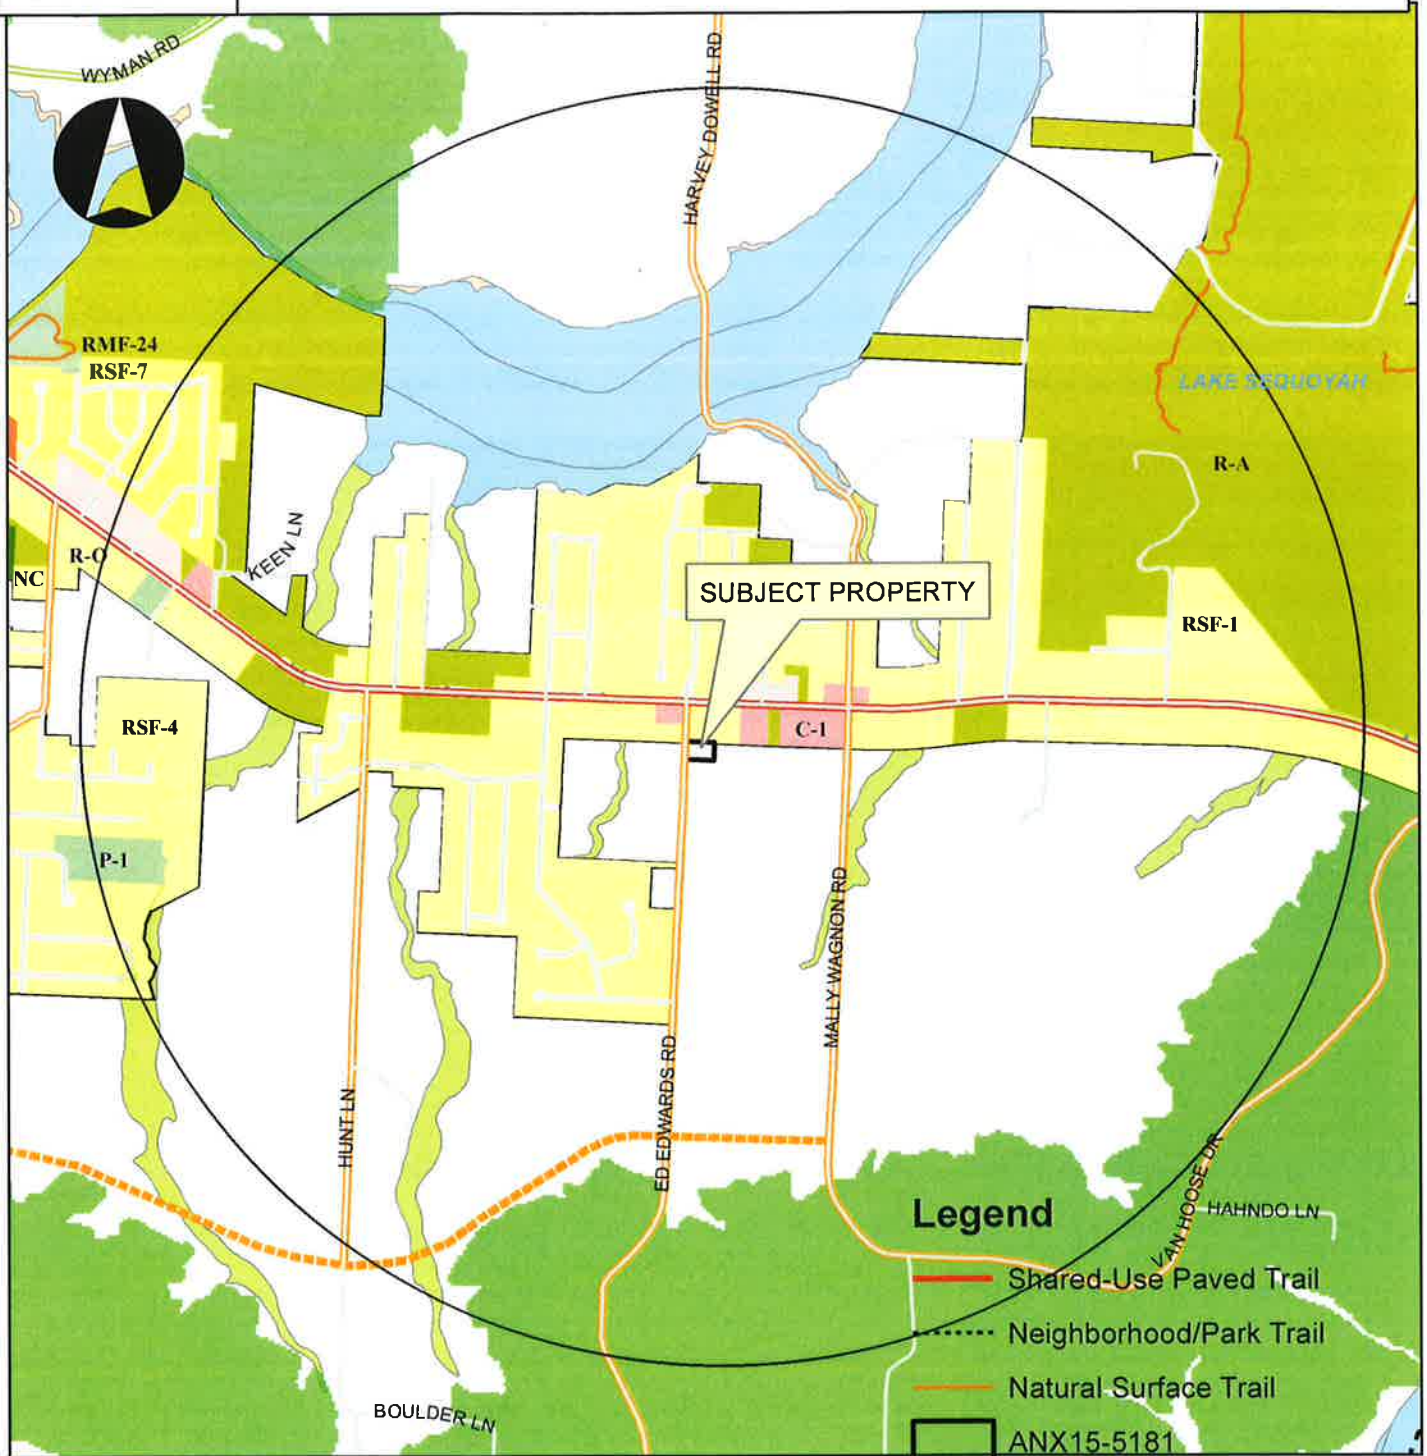 WYMAN RD
HARVEY DOWELL RD
RMF-24
RSF-7
LAKE SEQUOYAH
R-A
KEEN LN
R-O
NC
SUBJECT PROPERTY
RSF-1
RSF-4
C-1
P-1
MALLY WAGNON RD
ED EDWARDS RD
HUNT LN
VAN HOOSE DR
HAHNDO LN
Legend
Shared-Use Paved Trail
Neighborhood/Park Trail
Natural Surface Trail
BOULDER LN
ANX15-5181